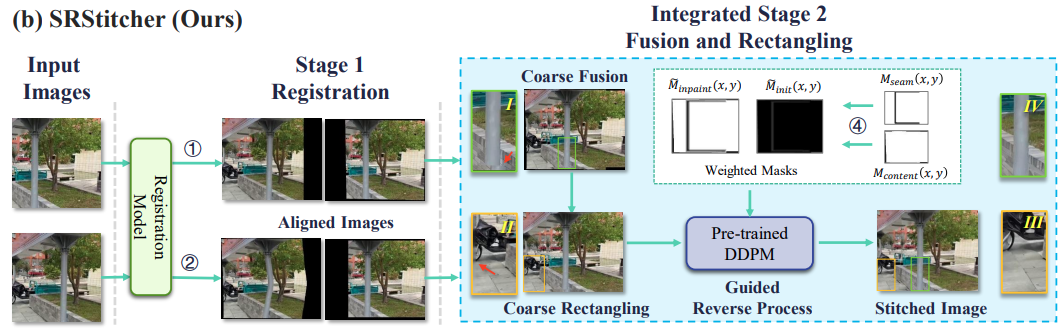 (b) SRStitcher (Ours)
Integrated Stage 2
Fusion and Rectangling
Input
Images
Stage 1
Registration
Registration
Model
①
②
Aligned Images
Coarse Fusion
I
II
Coarse Rectangling
M̃inpaint(x, y)
M̃init(x, y)
Mseam(x, y)
④
Mcontent(x, y)
Weighted Masks
Pre-trained
DDPM
Guided
Reverse Process
IV
III
Stitched Image